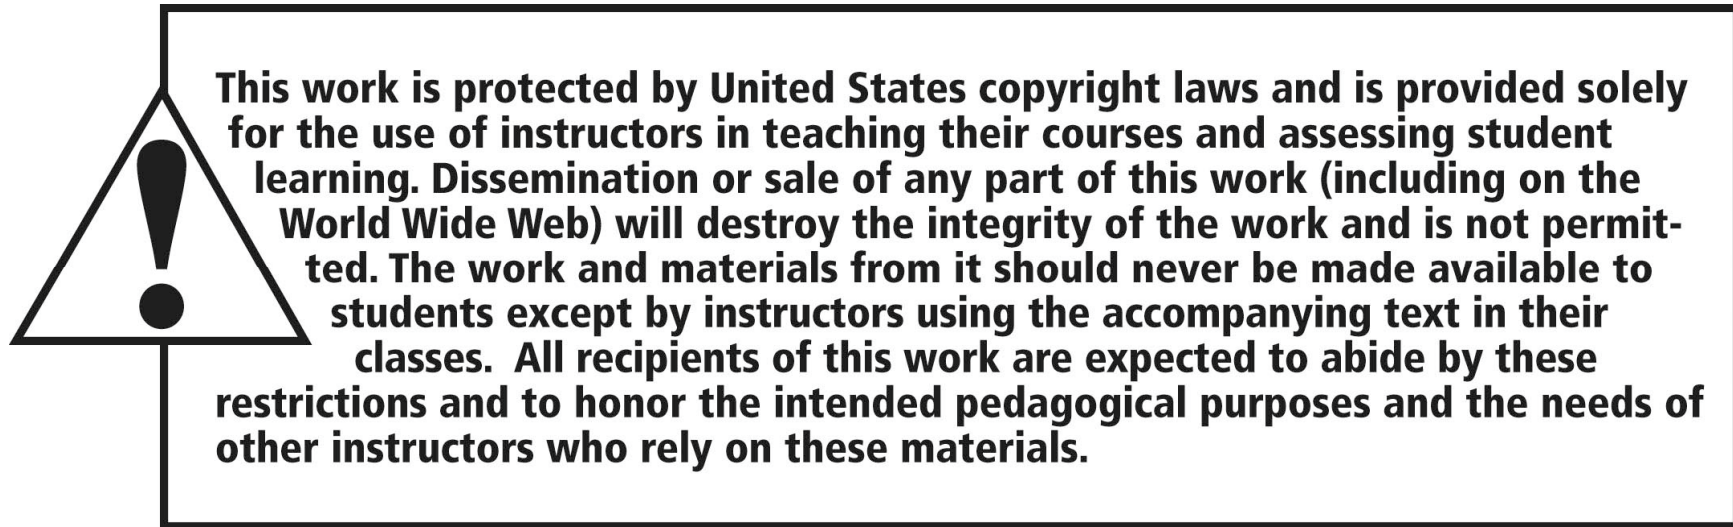 This work is protected by United States copyright laws and is provided solely
for the use of instructors in teaching their courses and assessing student
learning. Dissemination or sale of any part of this work (including on the
World Wide Web) will destroy the integrity of the work and is not permit-
ted. The work and materials from it should never be made available to
students except by instructors using the accompanying text in their
classes.  All recipients of this work are expected to abide by these
restrictions and to honor the intended pedagogical purposes and the needs of
other instructors who rely on these materials.